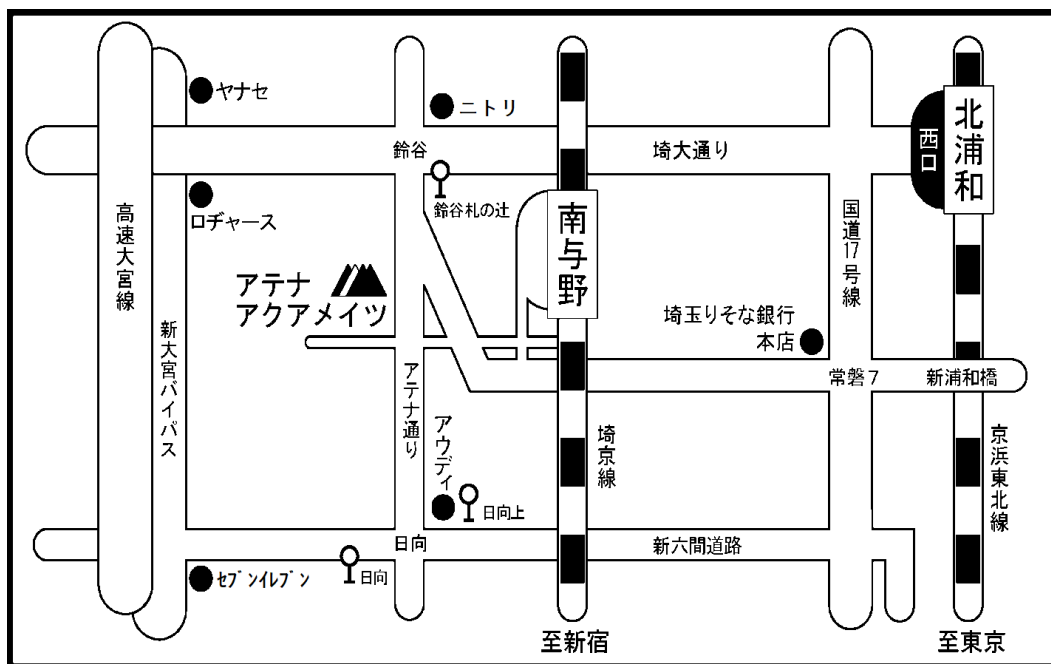 ヤナセ
ニトリ
北浦和
西口
鈴谷
埼大通り
鈴谷札の辻
ロヂャース
高速大宮線
南与野
国道17号線
アテナ
アクアメイツ
埼玉りそな銀行
本店
新大宮バイパス
アテナ通り
常磐7
新浦和橋
アウディ
埼京線
京浜東北線
日向上
日向
新六間道路
セブンイレブン
日向
至新宿
至東京